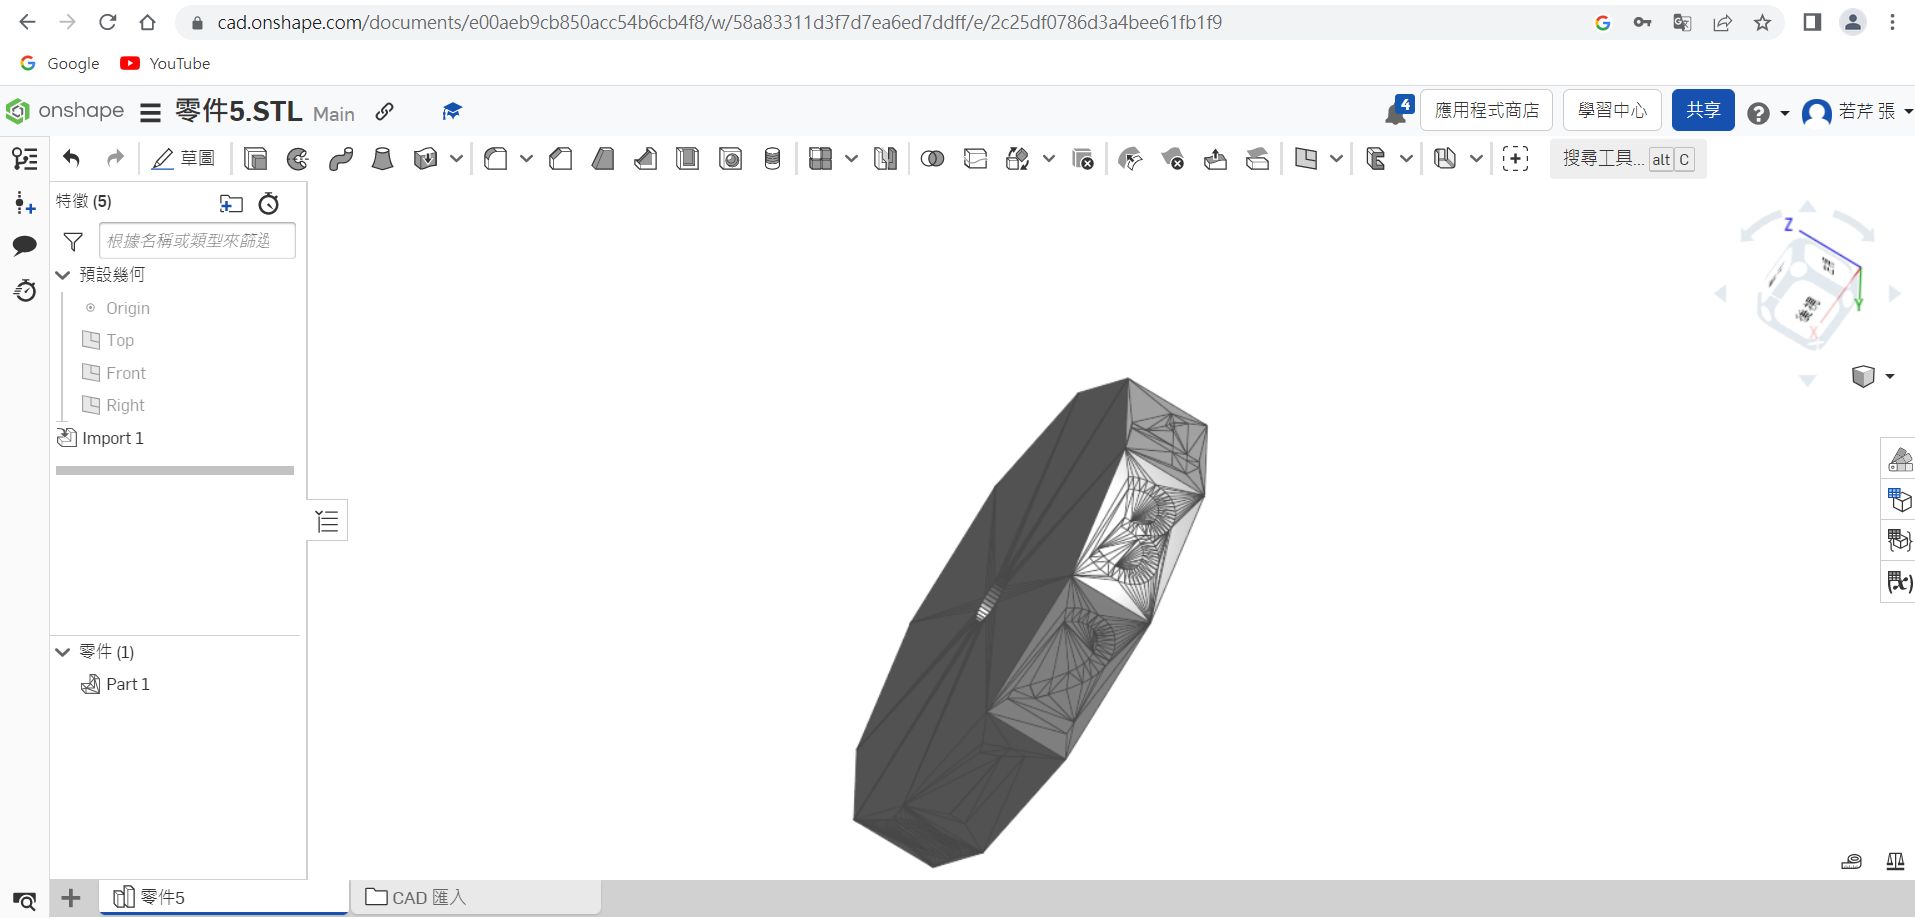 cad.onshape.com/documents/e00aeb9cb850acc54b6cb4f8/w/58a83311d3f7d7ea6ed7ddff/e/2c25df0786d3a4bee61fb1f9
Google YouTube
onshape 零件5.STL Main 4 應用程式商店 學習中心 共享 若芹 張
草圖 搜尋工具... alt C
特徵 (5)
根據名稱或類型來篩選
預設幾何
Origin
Top
Front
Right
Import 1
零件 (1)
Part 1
Z
Y
X
(x)
零件5 CAD 匯入